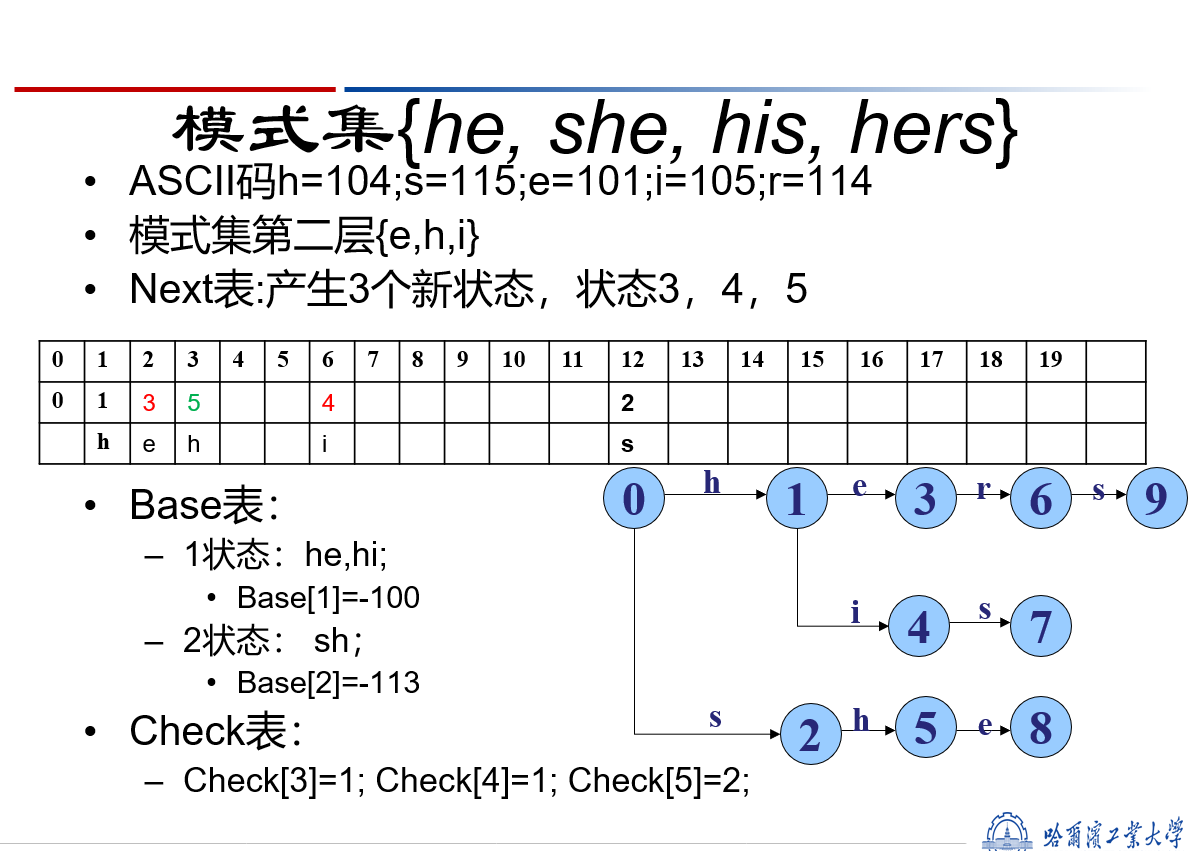 模式集{he, she, his, hers}
• ASCII码h=104;s=115;e=101;i=105;r=114
• 模式集第二层{e,h,i}
• Next表:产生3个新状态，状态3，4，5
0 1 2 3 4 5 6 7 8 9 10 11 12 13 14 15 16 17 18 19
0 1 3 5 4 2
h e h i s
• Base表：
– 1状态：he,hi;
• Base[1]=-100
– 2状态： sh；
• Base[2]=-113
• Check表：
– Check[3]=1; Check[4]=1; Check[5]=2;
0 h 1 e 3 r 6 s 9
i 4 s 7
s 2 h 5 e 8
哈爾濱工業大学